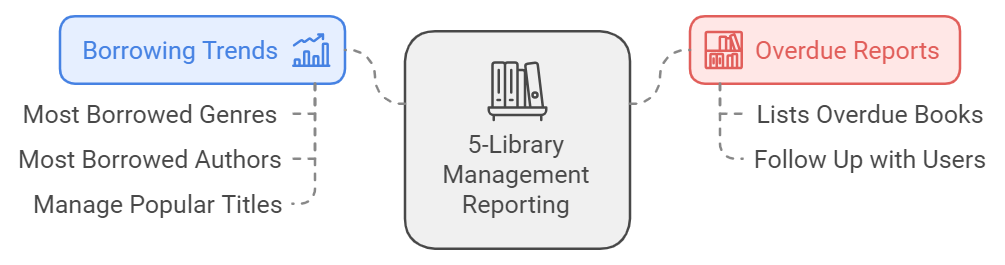 Borrowing Trends
Most Borrowed Genres
Most Borrowed Authors
Manage Popular Titles
5-Library
Management
Reporting
Overdue Reports
Lists Overdue Books
Follow Up with Users